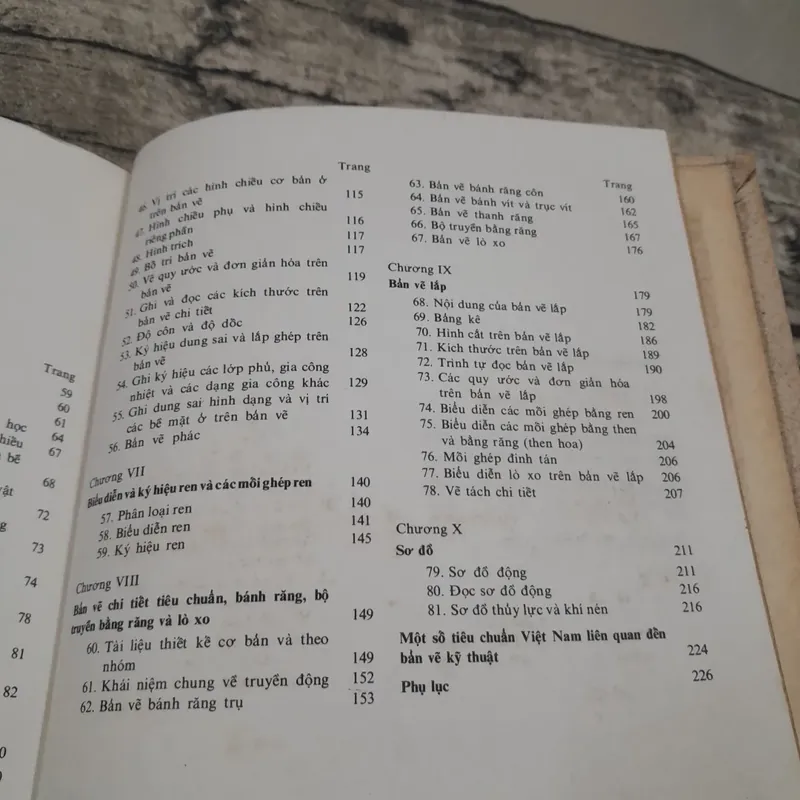 Trang
59
60
học 61
hiều 64
bẽ 67
68
vật
72
g
73
74
78
81
82
0
Trang
46. Vị trí các hình chiếu cơ bản ở
trên bản vẽ 115
47. Hình chiếu phụ và hình chiếu
riêng phần 116
48. Hình trích 117
49. Bố trí bản vẽ 117
50. Vẽ quy ước và đơn giản hóa trên
bản vẽ 119
51. Ghi và đọc các kích thước trên
bản vẽ chi tiết 122
52. Độ côn và độ dốc 126
53. Ký hiệu dung sai và lắp ghép trên
bản vẽ 128
54. Ghi ký hiệu các lớp phủ, gia công
nhiệt và các dạng gia công khác 129
55. Ghi dung sai hình dạng và vị trí
các bề mặt ở trên bản vẽ 131
56. Bản vẽ phác 134
Chương VII
Biểu diễn và ký hiệu ren và các mối ghép ren 140
57. Phân loại ren 140
58. Biểu diễn ren 141
59. Ký hiệu ren 145
Chương VIII
Bản vẽ chi tiết tiêu chuẩn, bánh răng, bộ
truyền bằng răng và lò xo 149
60. Tài liệu thiết kế cơ bản và theo
nhóm 149
61. Khái niệm chung về truyền động 152
62. Bản vẽ bánh răng trụ 153
Trang
63. Bản vẽ bánh răng côn 160
64. Bản vẽ bánh vít và trục vít 162
65. Bản vẽ thanh răng 165
66. Bộ truyền bằng răng 167
67. Bản vẽ lò xo 176
Chương IX
Bản vẽ lắp 179
68. Nội dung của bản vẽ lắp 179
69. Bảng kê 182
70. Hình cắt trên bản vẽ lắp 186
71. Kích thước trên bản vẽ lắp 189
72. Trình tự đọc bản vẽ lắp 190
73. Các quy ước và đơn giản hóa
trên bản vẽ lắp 198
74. Biểu diễn các mối ghép bằng ren 200
75. Biểu diễn các mối ghép bằng then
và bằng răng (then hoa) 204
76. Mối ghép đinh tán 206
77. Biểu diễn lò xo trên bản vẽ lắp 206
78. Vẽ tách chi tiết 207
Chương X
Sơ đồ 211
79. Sơ đồ động 211
80. Đọc sơ đồ động 216
81. Sơ đồ thủy lực và khí nén 216
Một số tiêu chuẩn Việt Nam liên quan đến
bản vẽ kỹ thuật 224
Phụ lục 226